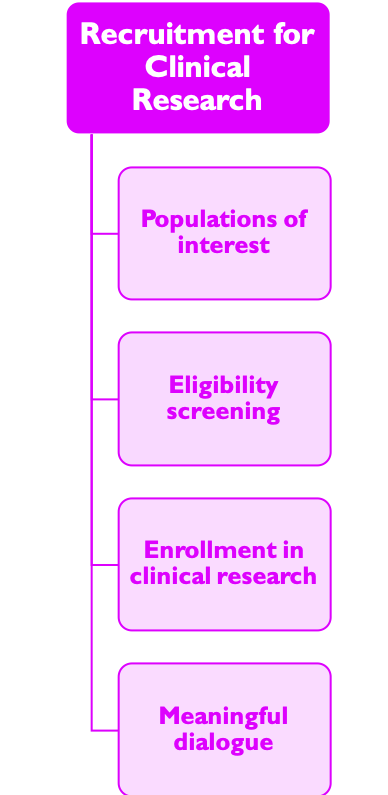 Recruitment for
Clinical
Research
Populations of
interest
Eligibility
screening
Enrollment in
clinical research
Meaningful
dialogue